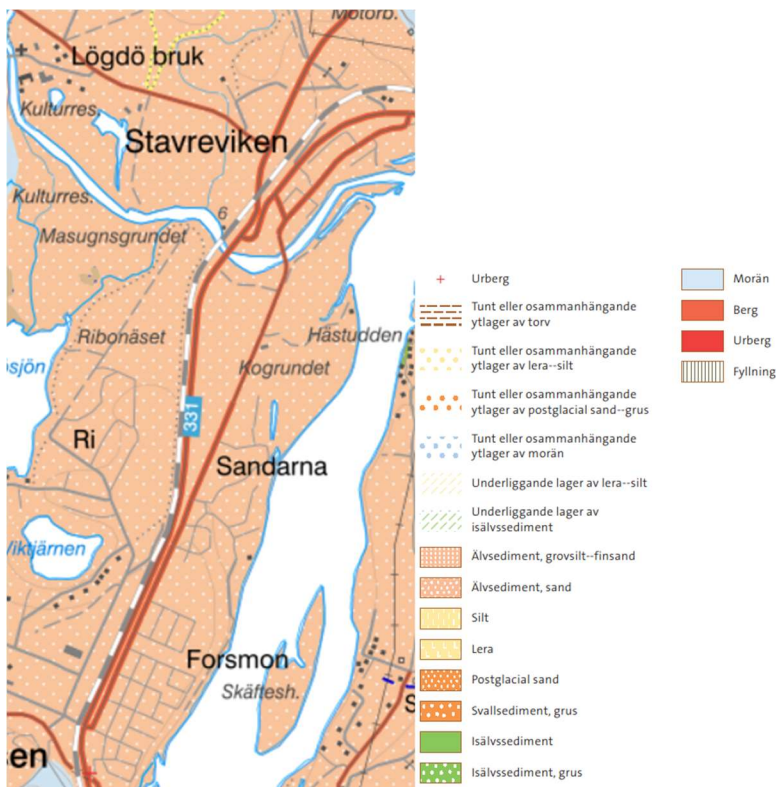 Motorb.
Lögdö bruk
Kulturres.
Stavreviken
Kulturres.
6
Masugnsgrundet
Ribonäset
Hästudden
sjön
Kogrundet
331
Ri
Sandarna
Viktjärnen
Forsmon
Skäftesh.
S
en
Urberg
Tunt eller osammanhängande
ytlager av torv
Tunt eller osammanhängande
ytlager av lera--silt
Tunt eller osammanhängande
ytlager av postglacial sand--grus
Tunt eller osammanhängande
ytlager av morän
Underliggande lager av lera--silt
Underliggande lager av
isälvssediment
Älvsediment, grovsilt--finsand
Älvsediment, sand
Silt
Lera
Postglacial sand
Svallsediment, grus
Isälvssediment
Isälvssediment, grus
Morän
Berg
Urberg
Fyllning